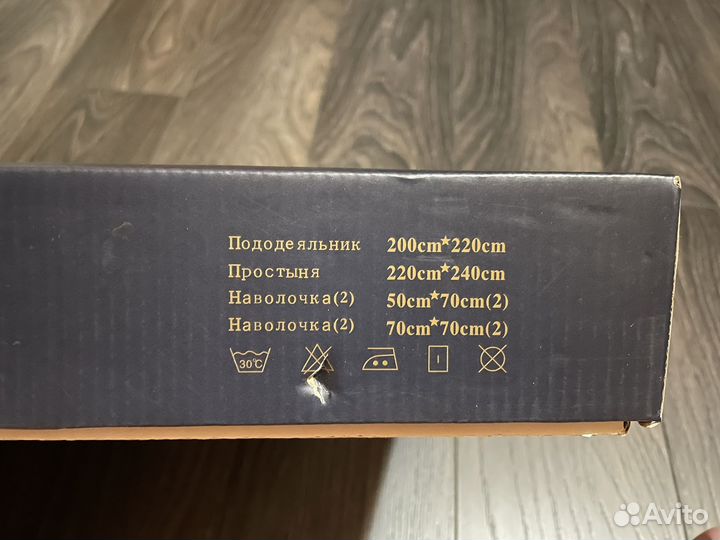 Пододеяльник 200cm*220cm
Простыня 220cm*240cm
Наволочка(2) 50cm*70cm(2)
Наволочка(2) 70cm*70cm(2)
30°C
Avito